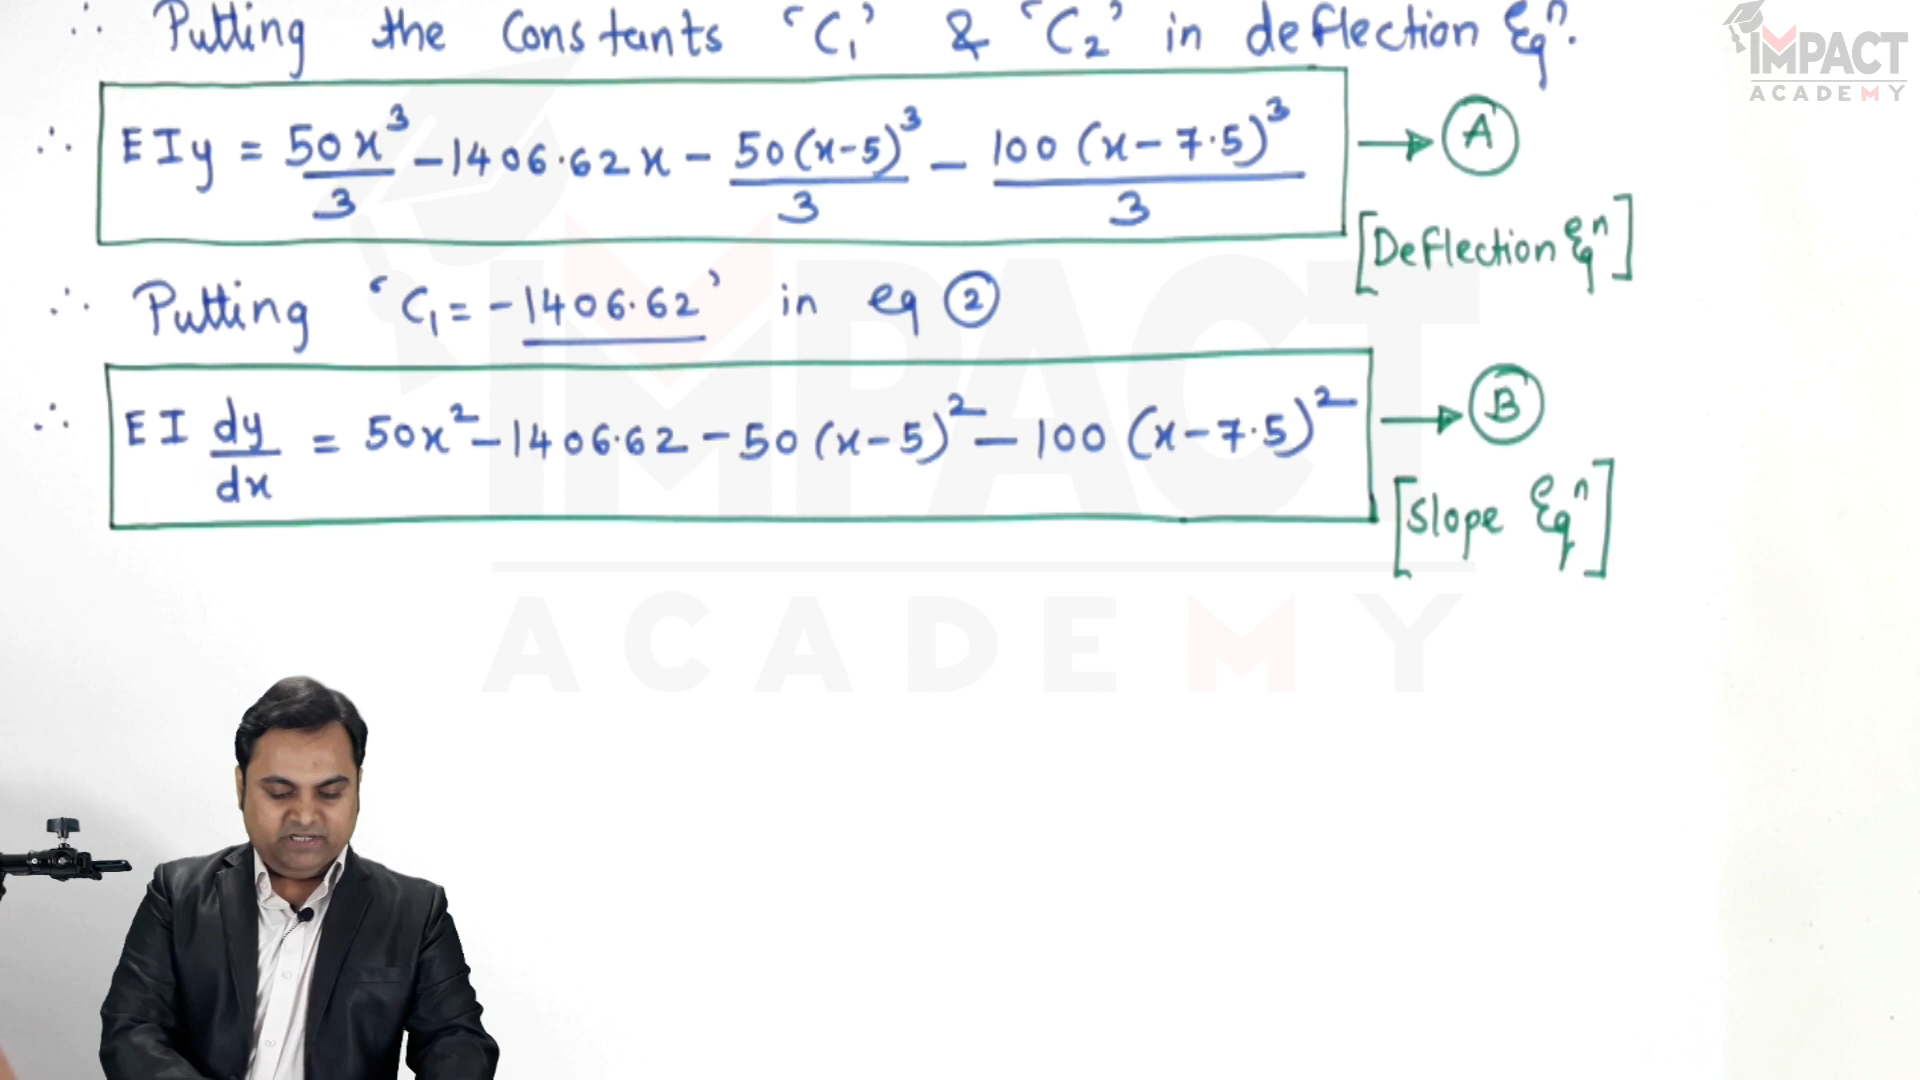 ∴ Putting the Constants 'C₁' & 'C₂' in deflection Eqⁿ.
∴ EIy = 50x³/3 - 1406.62x - 50(x-5)³/3 - 100(x-7.5)³/3 → Ⓐ
[Deflection Eqⁿ]
∴ Putting 'C₁ = -1406.62' in eq ②
∴ EI dy/dx = 50x² - 1406.62 - 50(x-5)² - 100(x-7.5)² → Ⓑ
[Slope Eqⁿ]
IMPACT
ACADEMY
IMPACT
ACADEMY